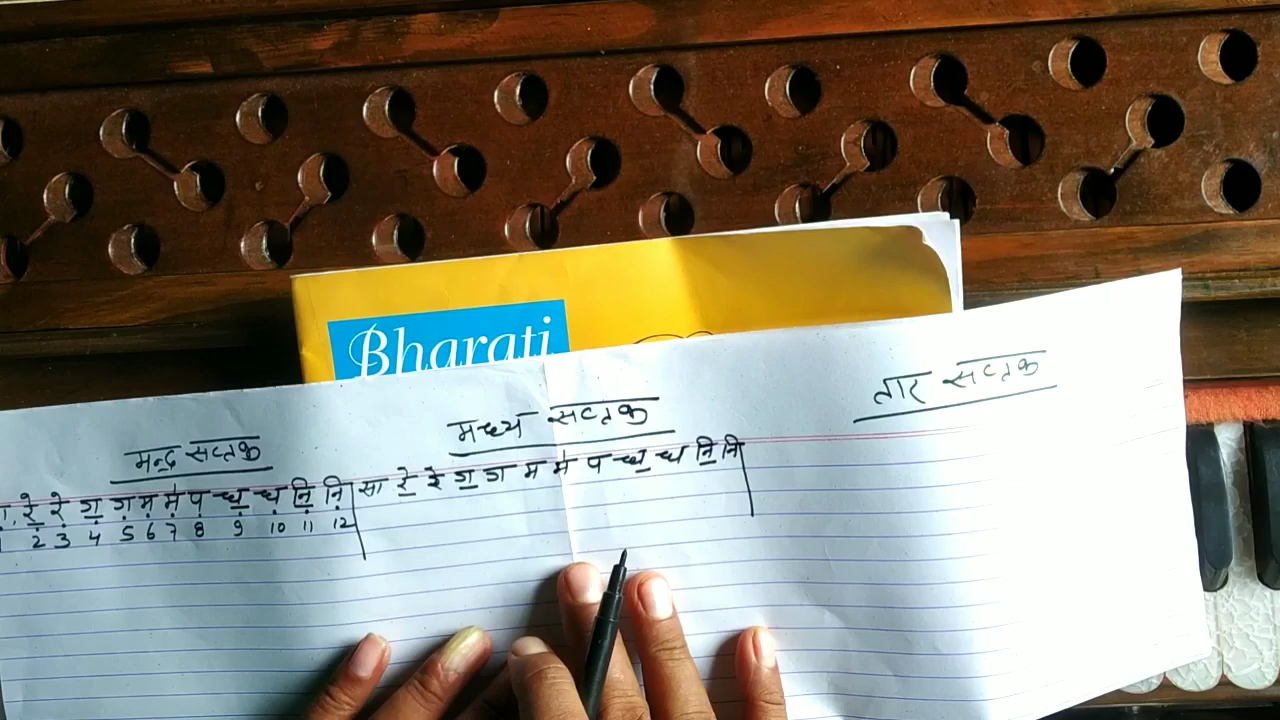 Bharati
मन्द्र सप्तक
मध्य सप्तक
तार सप्तक
रे॒̣ रे̣ ग॒̣ ग̣ म̣ म̣॑ प̣ ध॒̣ ध̣ नि॒̣ नि̣
सा रे॒ रे ग॒ ग म म॑ प ध॒ ध नि॒ नि
1 2 3 4 5 6 7 8 9 10 11 12